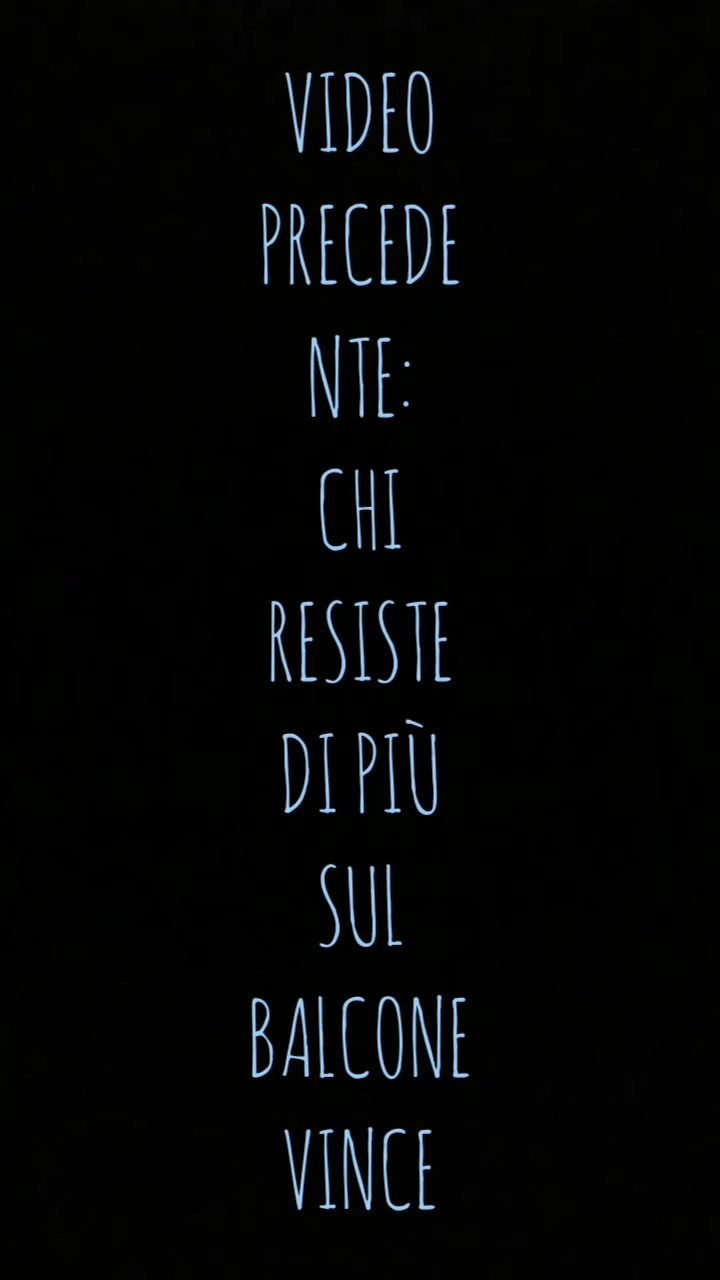 VIDEO
PRECEDE
NTE:
CHI
RESISTE
DI PIÙ
SUL
BALCONE
VINCE